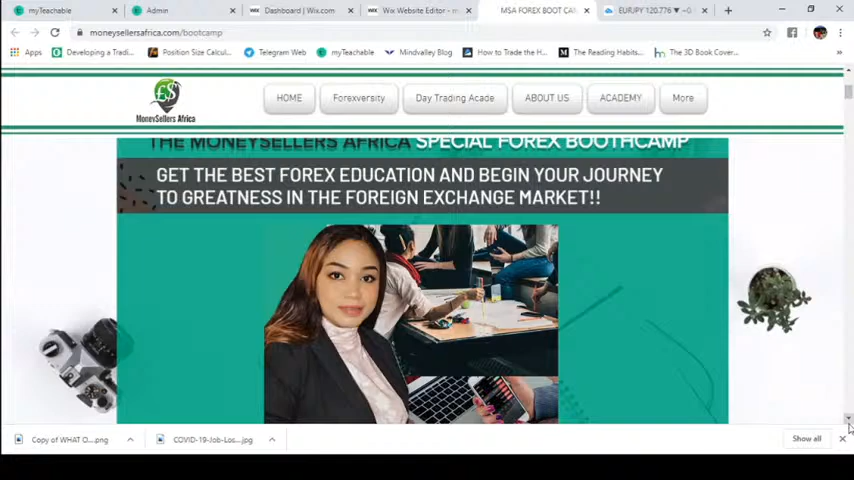 myTeachable
Admin
Dashboard | Wix.com
Wix Website Editor - m
MSA FOREX BOOT CA
EURJPY 120.776 ▼ −0.
moneysellersafrica.com/bootcamp
Apps
Developing a Tradi...
Position Size Calcul...
Telegram Web
myTeachable
Mindvalley Blog
How to Trade the H...
The Reading Habits...
The 3D Book Cover...
£$
MoneySellers Africa
HOME
Forexversity
Day Trading Acade
ABOUT US
ACADEMY
More
THE MONEYSELLERS AFRICA SPECIAL FOREX BOOTHCAMP
GET THE BEST FOREX EDUCATION AND BEGIN YOUR JOURNEY
TO GREATNESS IN THE FOREIGN EXCHANGE MARKET!!
Copy of WHAT O....png
COVID-19-Job-Los....jpg
Show all